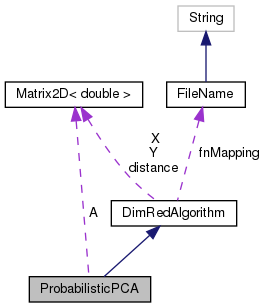 String
Matrix2D< double >
FileName
X
Y
distance
fnMapping
A
DimRedAlgorithm
ProbabilisticPCA